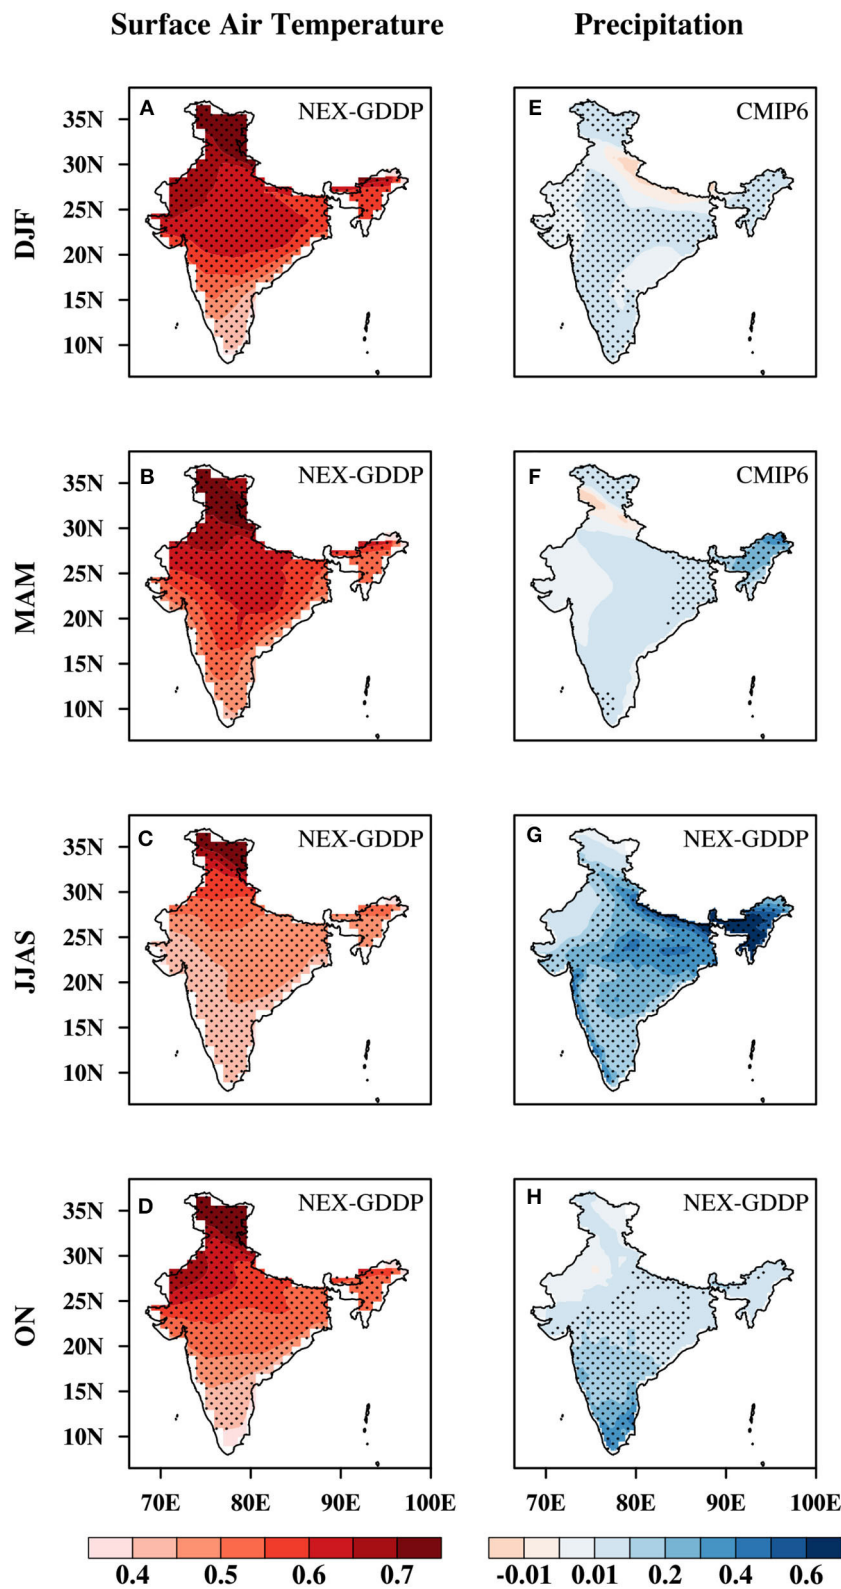 Surface Air Temperature Precipitation
A NEX-GDDP E CMIP6
35N
30N
25N
20N
15N
10N
DJF
B NEX-GDDP F CMIP6
35N
30N
25N
20N
15N
10N
MAM
C NEX-GDDP G NEX-GDDP
35N
30N
25N
20N
15N
10N
JJAS
D NEX-GDDP H NEX-GDDP
35N
30N
25N
20N
15N
10N
ON
70E 80E 90E 100E 70E 80E 90E 100E
0.4 0.5 0.6 0.7 -0.01 0.01 0.2 0.4 0.6